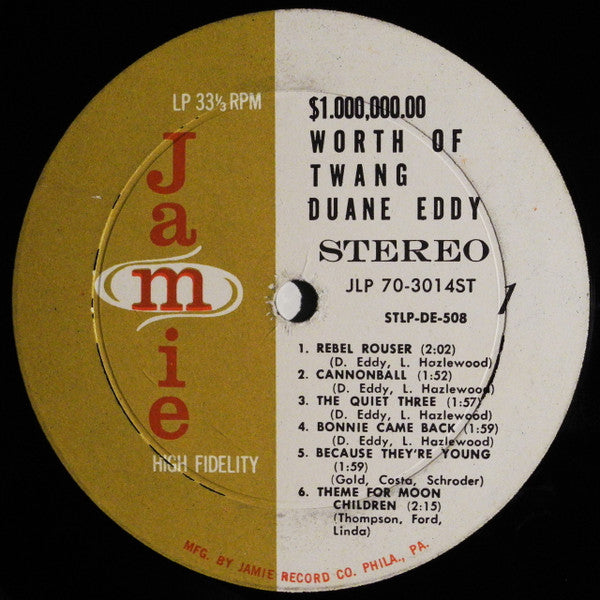 LP 33⅓ RPM
Jamie
HIGH FIDELITY
$1.000,000.00
WORTH OF
TWANG
DUANE EDDY
STEREO
JLP 70-3014ST
1
STLP-DE-508
1. REBEL ROUSER (2:02)
(D. Eddy, L. Hazlewood)
2. CANNONBALL (1:52)
(D. Eddy, L. Hazlewood)
3. THE QUIET THREE (1:57)
(D. Eddy, L. Hazlewood)
4. BONNIE CAME BACK (1:59)
(D. Eddy, L. Hazlewood)
5. BECAUSE THEY'RE YOUNG
(1:59)
(Gold, Costa, Schroder)
6. THEME FOR MOON
CHILDREN (2:15)
(Thompson, Ford,
Linda)
MFG. BY JAMIE RECORD CO. PHILA., PA.